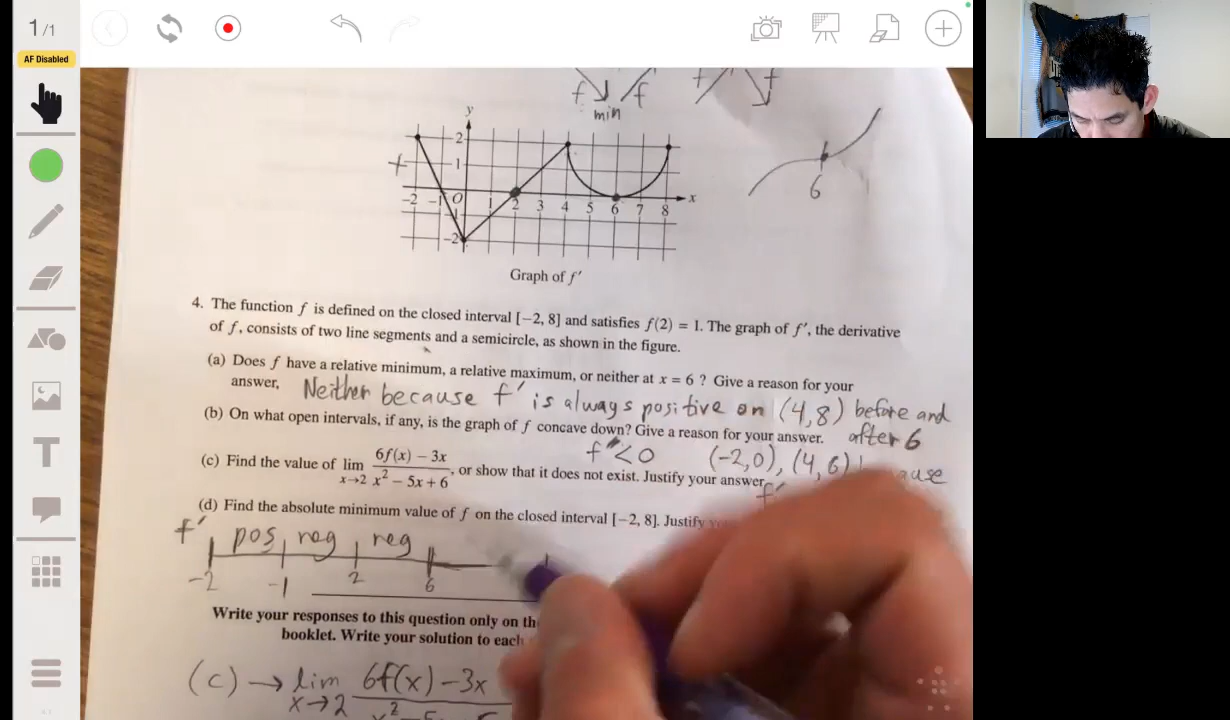 1/1
AF Disabled
T
f f + f
min
6
+
y
2
1
-2 -1 O 1 2 3 4 5 6 7 8 x
-1
-2
Graph of f'
4. The function f is defined on the closed interval [−2, 8] and satisfies f(2) = 1. The graph of f', the derivative
of f, consists of two line segments and a semicircle, as shown in the figure.
(a) Does f have a relative minimum, a relative maximum, or neither at x = 6 ? Give a reason for your
answer. Neither because f' is always positive on (4,8) before and
after 6
(b) On what open intervals, if any, is the graph of f concave down? Give a reason for your answer.
f''<0 (-2,0), (4,6)
(c) Find the value of lim x→2 6f(x) − 3x / x² − 5x + 6, or show that it does not exist. Justify your answer.
(d) Find the absolute minimum value of f on the closed interval [−2, 8]. Justify
f' pos neg neg
-2 -1 2 6
Write your responses to this question only on
booklet. Write your solution to each
(c) → lim 6f(x) -3x
x→2